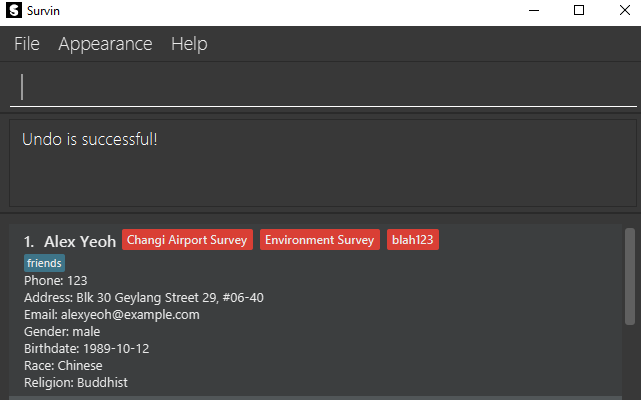 Survin
File Appearance Help
Undo is successful!
1. Alex Yeoh Changi Airport Survey Environment Survey blah123
friends
Phone: 123
Address: Blk 30 Geylang Street 29, #06-40
Email: alexyeoh@example.com
Gender: male
Birthdate: 1989-10-12
Race: Chinese
Religion: Buddhist